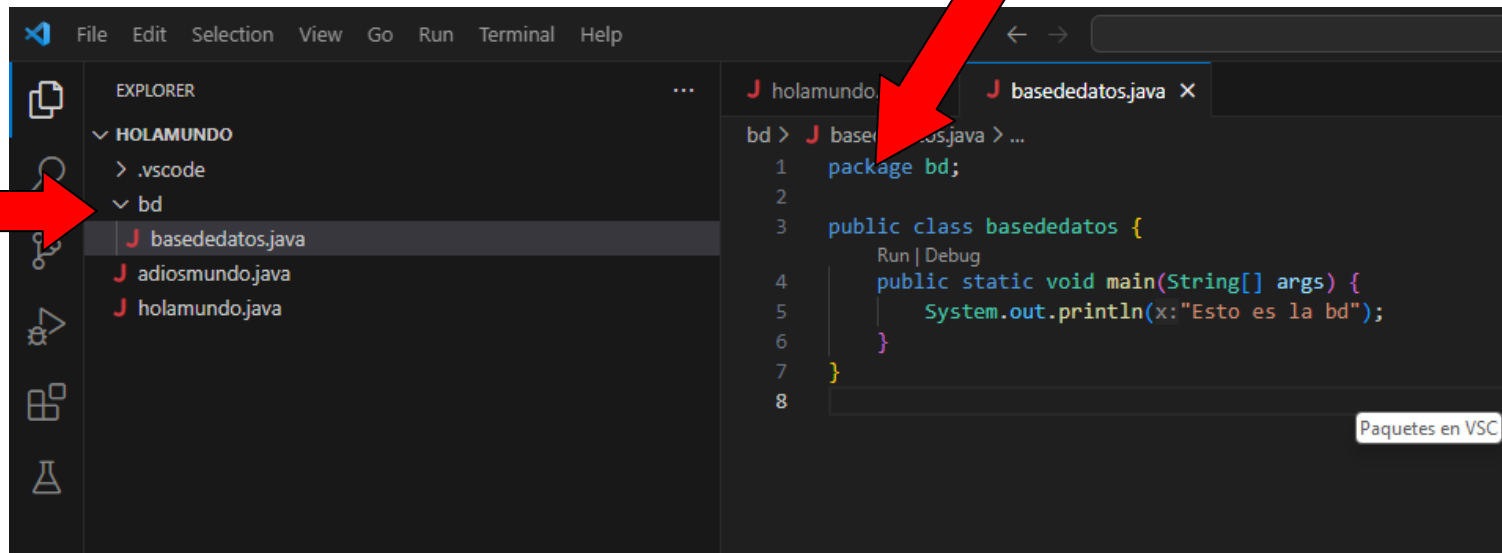 File Edit Selection View Go Run Terminal Help
EXPLORER
HOLAMUNDO
.vscode
bd
J basededatos.java
J adiosmundo.java
J holamundo.java
J holamundo. J basededatos.java
bd > J > ...
1 package bd;
2
3 public class basededatos {
Run | Debug
4 public static void main(String[] args) {
5 System.out.println(x:"Esto es la bd");
6 }
7 }
8
Paquetes en VSC